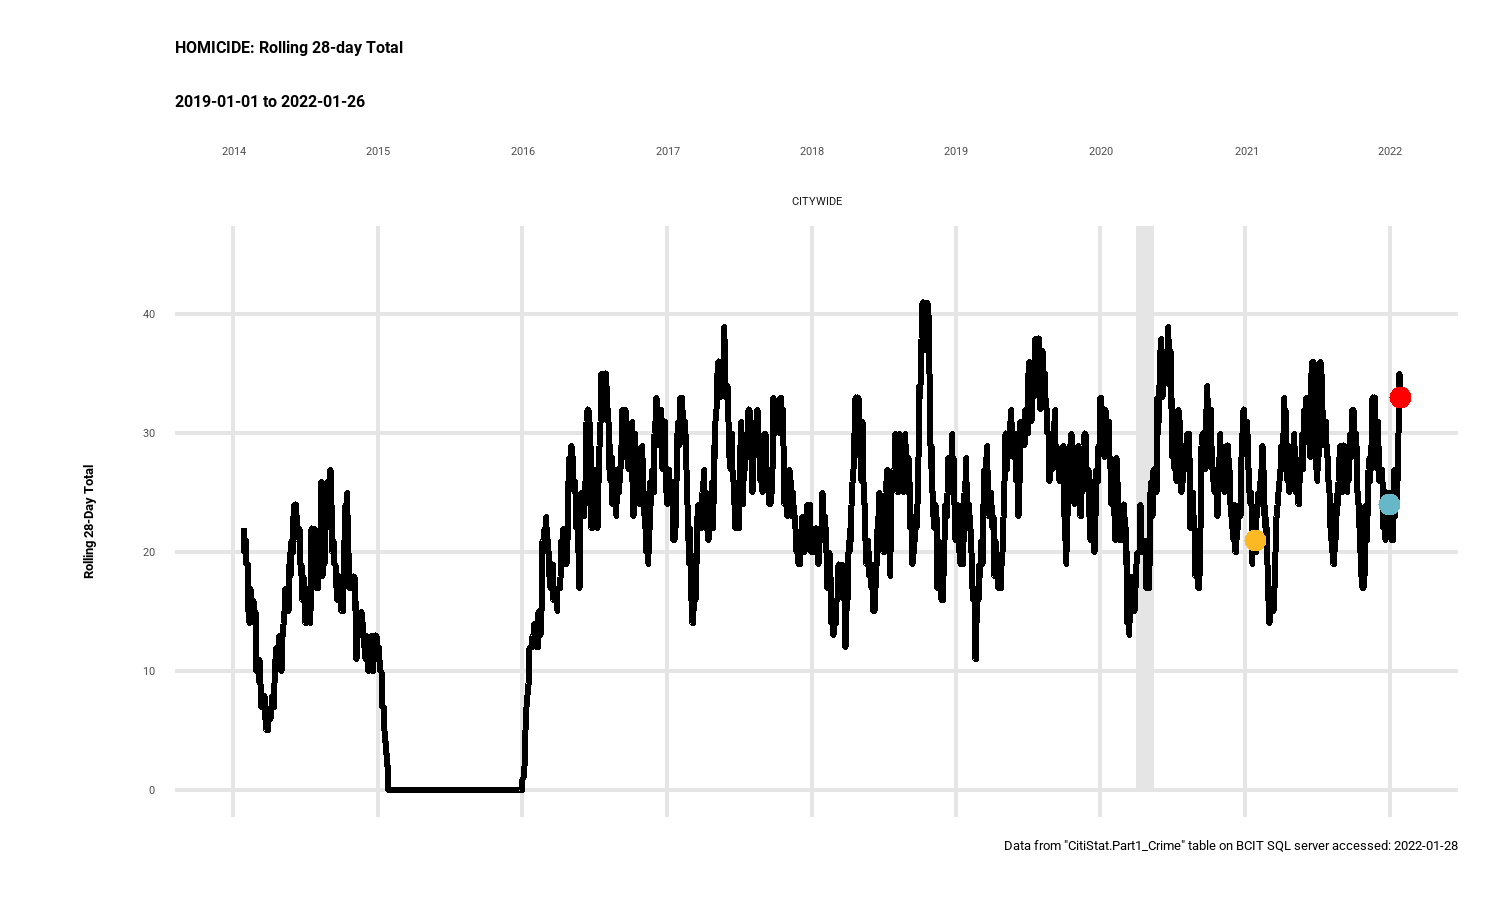 HOMICIDE: Rolling 28-day Total
2019-01-01 to 2022-01-26
2014 2015 2016 2017 2018 2019 2020 2021 2022
CITYWIDE
40
30
20
10
0
Rolling 28-Day Total
Data from "CitiStat.Part1_Crime" table on BCIT SQL server accessed: 2022-01-28